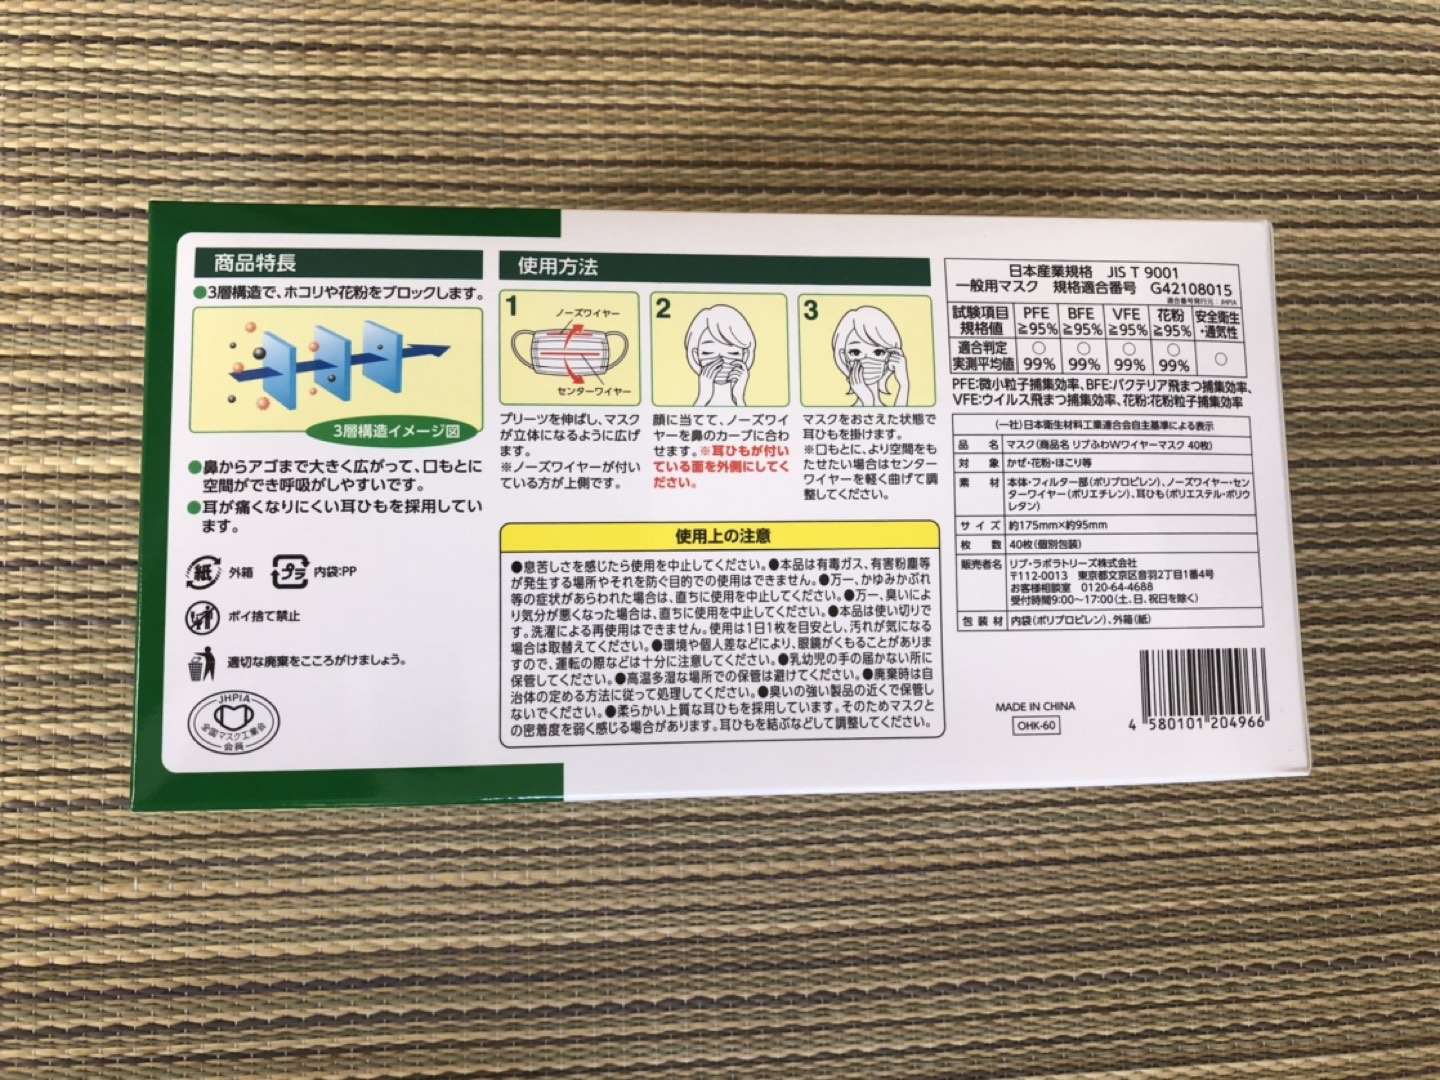 商品特長
●3層構造で、ホコリや花粉をブロックします。
3層構造イメージ図
●鼻からアゴまで大きく広がって、口もとに
空間ができ呼吸がしやすいです。
●耳が痛くなりにくい耳ひもを採用してい
ます。
紙 外箱 プラ 内袋:PP
ポイ捨て禁止
適切な廃棄をこころがけましょう。
JHPIA
全国マスク工業会
会員
使用方法
1
ノーズワイヤー
センターワイヤー
プリーツを伸ばし、マスク
が立体になるように広げ
ます。
※ノーズワイヤーが付い
ている方が上側です。
2
顔に当てて、ノーズワイ
ヤーを鼻のカーブに合わ
せます。※耳ひもが付い
ている面を外側にしてく
ださい。
3
マスクをおさえた状態で
耳ひもを掛けます。
※口もとに、より空間をも
たせたい場合はセンター
ワイヤーを軽く曲げて調
整してください。
使用上の注意
●息苦しさを感じたら使用を中止してください。●本品は有毒ガス、有害粉塵等
が発生する場所やそれを防ぐ目的での使用はできません。●万一、かゆみかぶれ
等の症状があらわれた場合は、直ちに使用を中止してください。●万一、臭いによ
り気分が悪くなった場合は、直ちに使用を中止してください。●本品は使い切りで
す。洗濯による再使用はできません。使用は1日1枚を目安とし、汚れが気になる
場合は取替えてください。●環境や個人差などにより、眼鏡がくもることがありま
すので、運転の際などは十分に注意してください。●乳幼児の手の届かない所に
保管してください。●高温多湿な場所での保管は避けてください。●廃棄時は自
治体の定める方法に従って処理してください。●臭いの強い製品の近くで保管し
ないでください。●柔らかい上質な耳ひもを採用しています。そのためマスクと
の密着度を弱く感じる場合があります。耳ひもを結ぶなどして調整してください。
日本産業規格 JIS T 9001
一般用マスク 規格適合番号 G42108015
適合番号発行元:JHPIA
試験項目 PFE BFE VFE 花粉 安全衛生
規格値 ≧95% ≧95% ≧95% ≧95% ・通気性
適合判定 ○ ○ ○ ○ ○
実測平均値 99% 99% 99% 99%
PFE:微小粒子捕集効率、BFE:バクテリア飛まつ捕集効率、
VFE:ウイルス飛まつ捕集効率、花粉:花粉粒子捕集効率
(一社)日本衛生材料工業連合会自主基準による表示
品名 マスク(商品名 リブふわWワイヤーマスク 40枚)
対象 かぜ・花粉・ほこり等
素材 本体・フィルター部(ポリプロピレン)、ノーズワイヤー・セン
ターワイヤー(ポリエチレン)、耳ひも(ポリエステル・ポリウ
レタン)
サイズ 約175mm×約95mm
枚数 40枚(個別包装)
販売者名 リブ・ラボラトリーズ株式会社
〒112-0013 東京都文京区音羽2丁目1番4号
お客様相談室 0120-64-4688
受付時間9:00~17:00(土、日、祝日を除く)
包装材 内袋(ポリプロピレン)、外箱(紙)
MADE IN CHINA
OHK-60
4 580101 204966